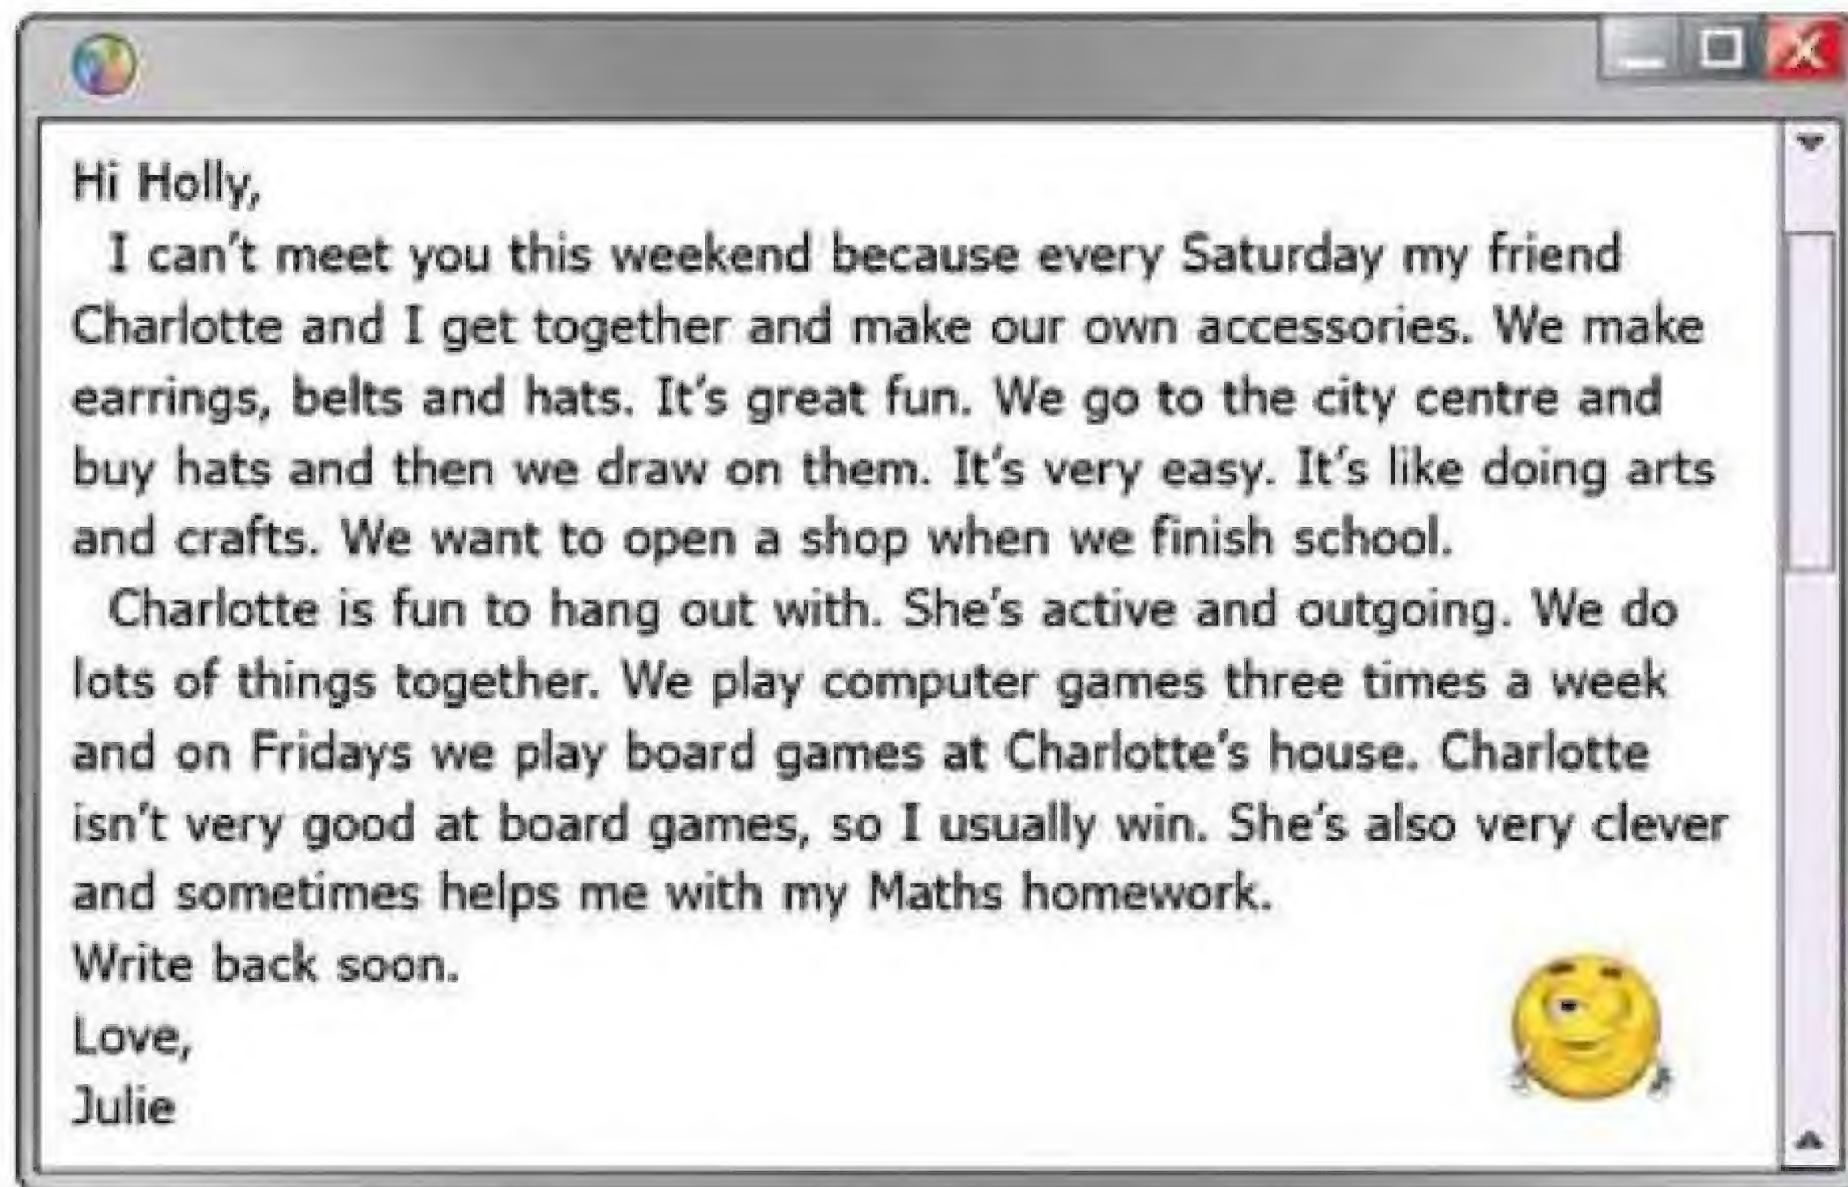 Hi Holly,
I can't meet you this weekend because every Saturday my friend
Charlotte and I get together and make our own accessories. We make
earrings, belts and hats. It's great fun. We go to the city centre and
buy hats and then we draw on them. It's very easy. It's like doing arts
and crafts. We want to open a shop when we finish school.
Charlotte is fun to hang out with. She's active and outgoing. We do
lots of things together. We play computer games three times a week
and on Fridays we play board games at Charlotte's house. Charlotte
isn't very good at board games, so I usually win. She's also very clever
and sometimes helps me with my Maths homework.
Write back soon.
Love,
Julie